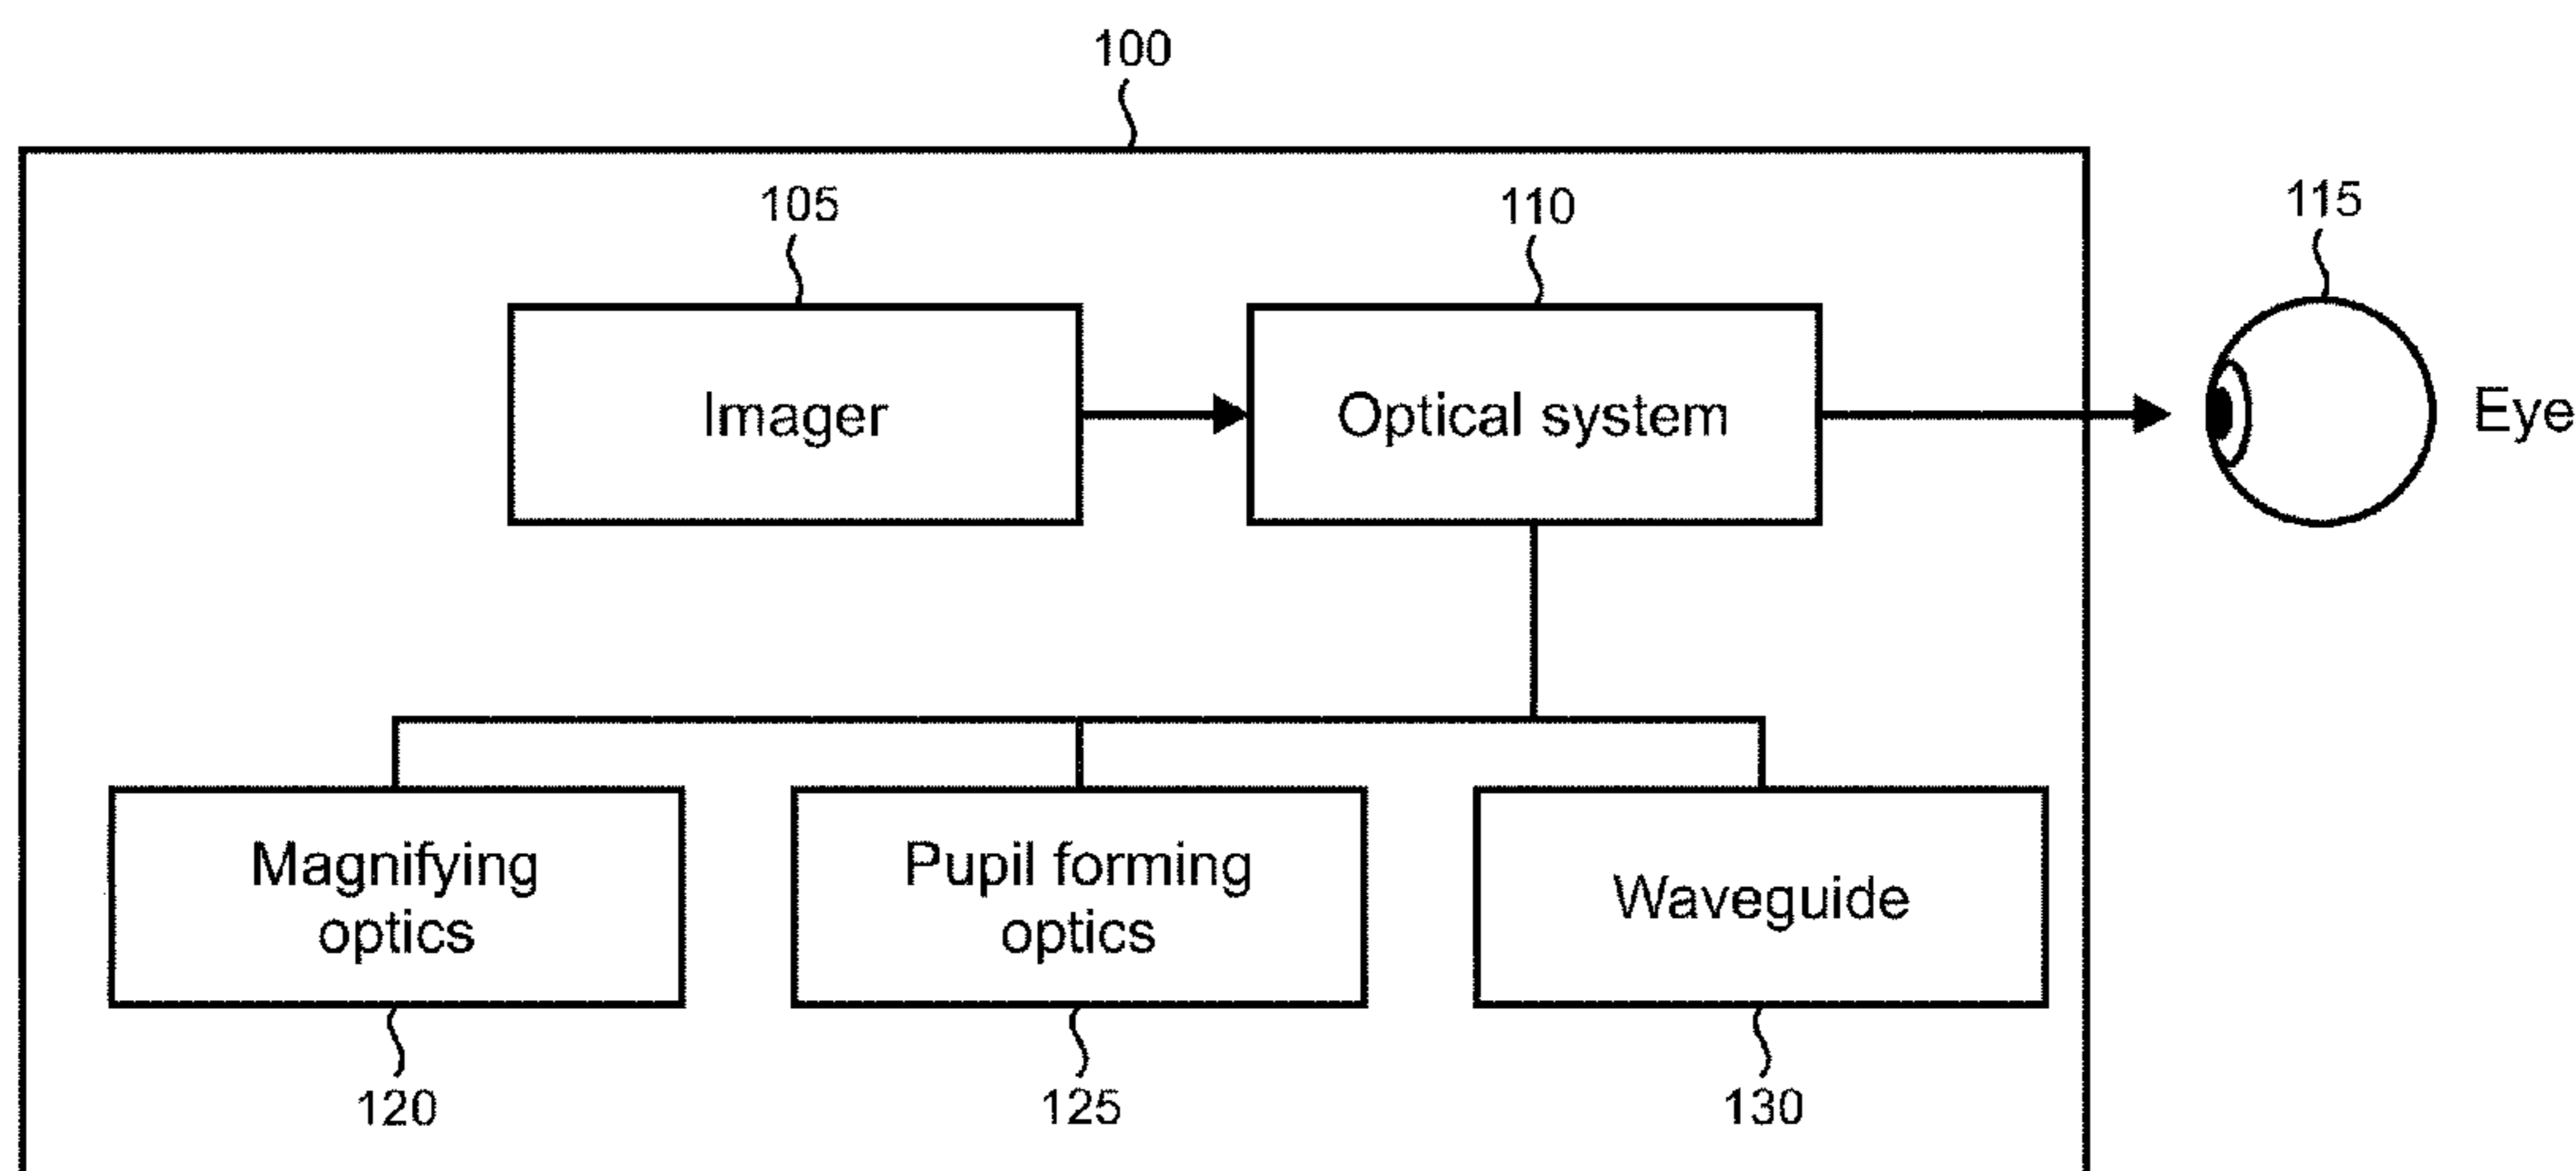 100
105
110
115
Imager
Optical system
Eye
Magnifying
optics
Pupil forming
optics
Waveguide
120
125
130